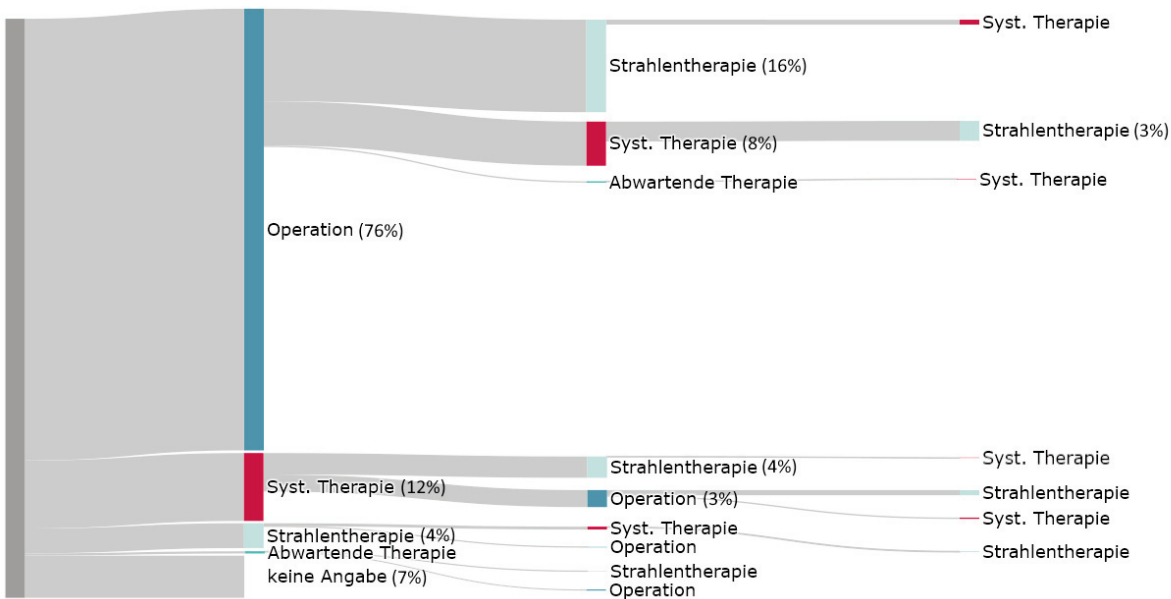 Syst. Therapie
Strahlentherapie (16%)
Strahlentherapie (3%)
Syst. Therapie (8%)
Abwartende Therapie
Syst. Therapie
Operation (76%)
Syst. Therapie
Strahlentherapie (4%)
Syst. Therapie (12%)
Strahlentherapie
Operation (3%)
Syst. Therapie
Syst. Therapie
Strahlentherapie (4%)
Operation
Strahlentherapie
Abwartende Therapie
Strahlentherapie
keine Angabe (7%)
Operation